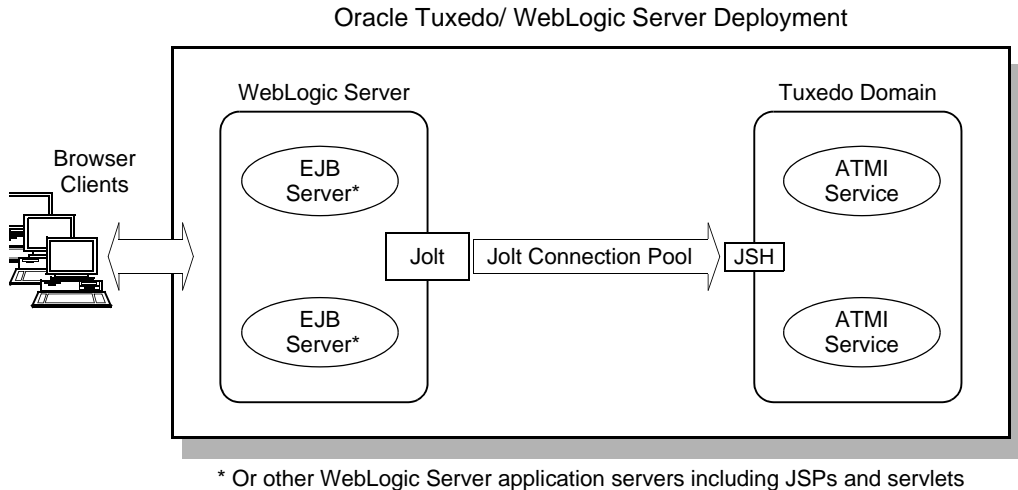 Oracle Tuxedo/ WebLogic Server Deployment
WebLogic Server
Tuxedo Domain
Browser
Clients
EJB
Server*
ATMI
Service
Jolt
Jolt Connection Pool
JSH
EJB
Server*
ATMI
Service
* Or other WebLogic Server application servers including JSPs and servlets